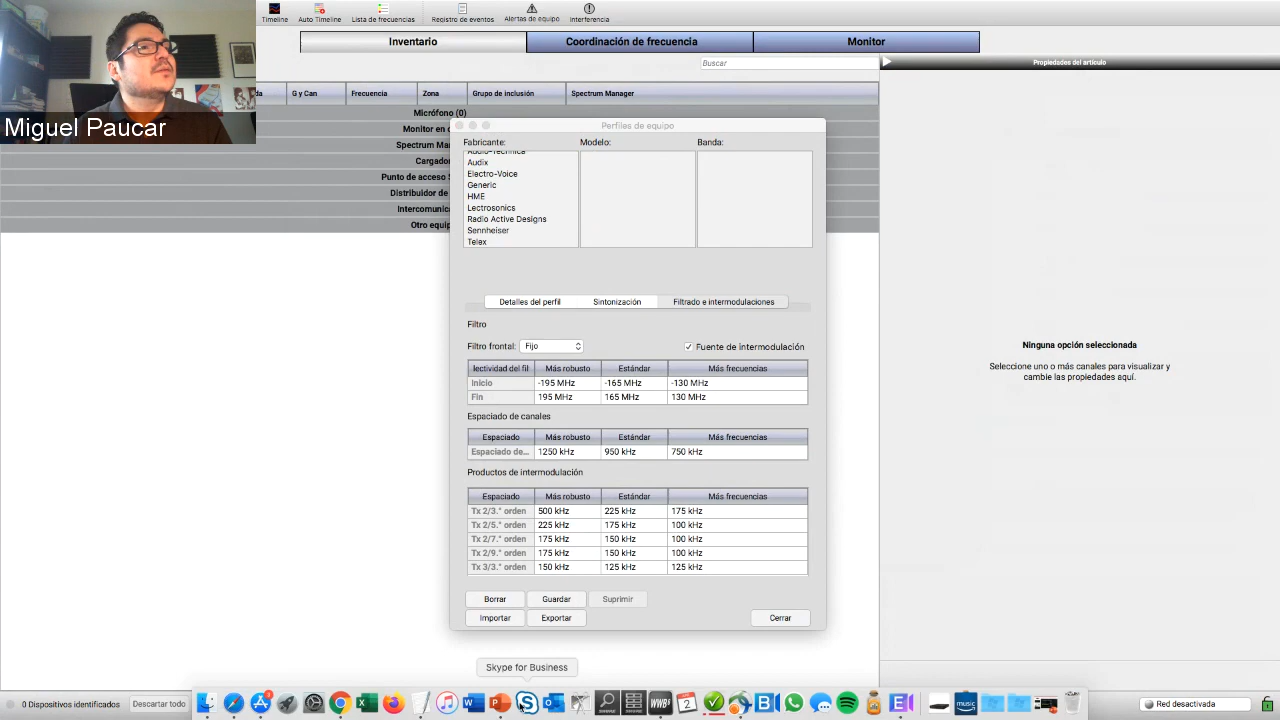 Timeline Auto Timeline Lista de frecuencias Registro de eventos Alertas de equipo Interferencia
Inventario Coordinación de frecuencia Monitor
Buscar
Propiedades del artículo
G y Can Frecuencia Zona Grupo de inclusión Spectrum Manager
Micrófono (0)
Miguel Paucar
Monitor en o
Spectrum Ma
Cargado
Punto de acceso S
Distribuidor de
Intercomunic
Otro equip
Perfiles de equipo
Fabricante: Modelo: Banda:
Audio-Technica
Audix
Electro-Voice
Generic
HME
Lectrosonics
Radio Active Designs
Sennheiser
Telex
Detalles del perfil Sintonización Filtrado e intermodulaciones
Filtro
Filtro frontal: Fijo Fuente de intermodulación
lectividad del fil Más robusto Estándar Más frecuencias
Inicio -195 MHz -165 MHz -130 MHz
Fin 195 MHz 165 MHz 130 MHz
Espaciado de canales
Espaciado Más robusto Estándar Más frecuencias
Espaciado de... 1250 kHz 950 kHz 750 kHz
Productos de intermodulación
Espaciado Más robusto Estándar Más frecuencias
Tx 2/3.° orden 500 kHz 225 kHz 175 kHz
Tx 2/5.° orden 225 kHz 175 kHz 100 kHz
Tx 2/7.° orden 175 kHz 150 kHz 100 kHz
Tx 2/9.° orden 175 kHz 150 kHz 100 kHz
Tx 3/3.° orden 150 kHz 125 kHz 125 kHz
Borrar Guardar Suprimir
Importar Exportar Cerrar
Ninguna opción seleccionada
Seleccione uno o más canales para visualizar y
cambie las propiedades aquí.
Skype for Business
0 Dispositivos identificados Descartar todo
Red desactivada